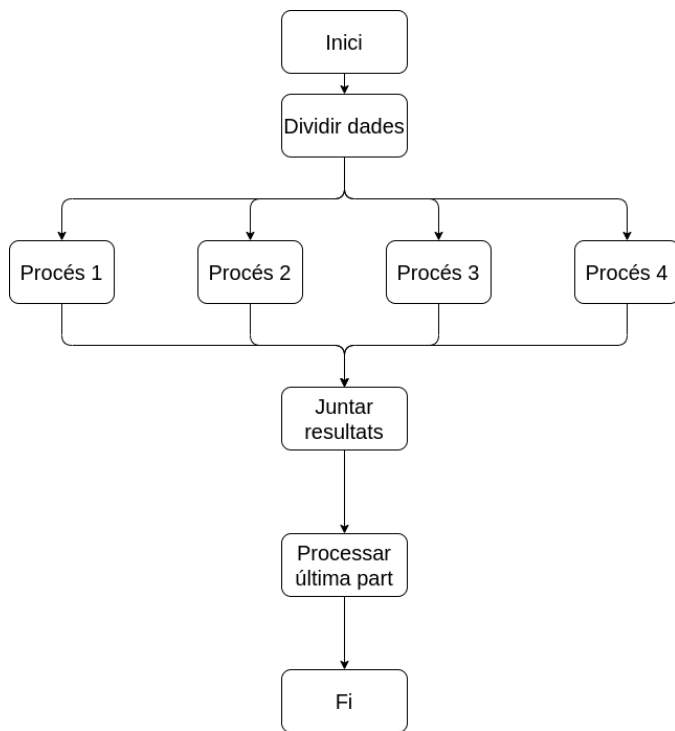 Inici
Dividir dades
Procés 1
Procés 2
Procés 3
Procés 4
Juntar
resultats
Processar
última part
Fi